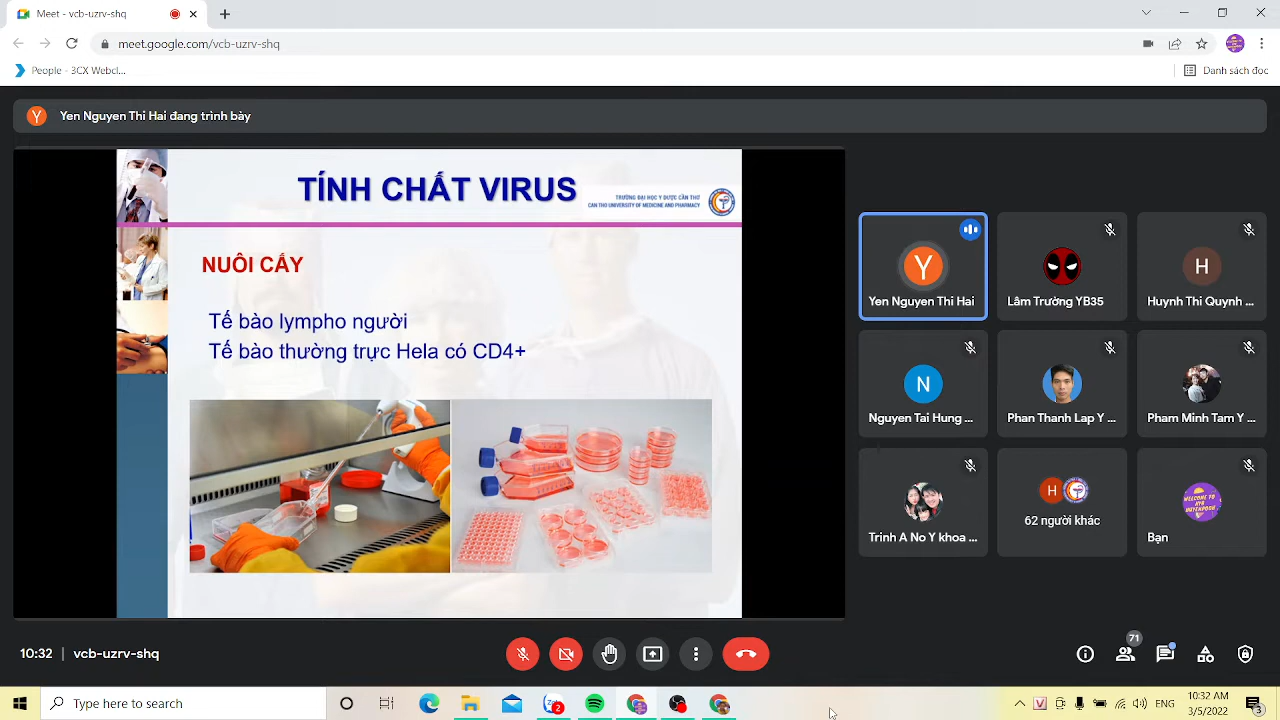 Meet - vcb-uzrv-shq
meet.google.com/vcb-uzrv-shq
People - 3CX Webcl...
Danh sách đọc
Y
Yen Nguyen Thi Hai đang trình bày
TÍNH CHẤT VIRUS
TRƯỜNG ĐẠI HỌC Y DƯỢC CẦN THƠ
CAN THO UNIVERSITY OF MEDICINE AND PHARMACY
NUÔI CẤY
Tế bào lympho người
Tế bào thường trực Hela có CD4+
Y
Yen Nguyen Thi Hai
Lâm Trường YB35
H
Huynh Thi Quynh ...
N
Nguyen Tai Hung ...
Phan Thanh Lap Y ...
Pham Minh Tam Y ...
Trinh A No Y khoa ...
H
62 người khác
WELCOME TO
Bạn
10:32 | vcb-uzrv-shq
71
Type here to search
2
10:32 AM
3/5/2022
3